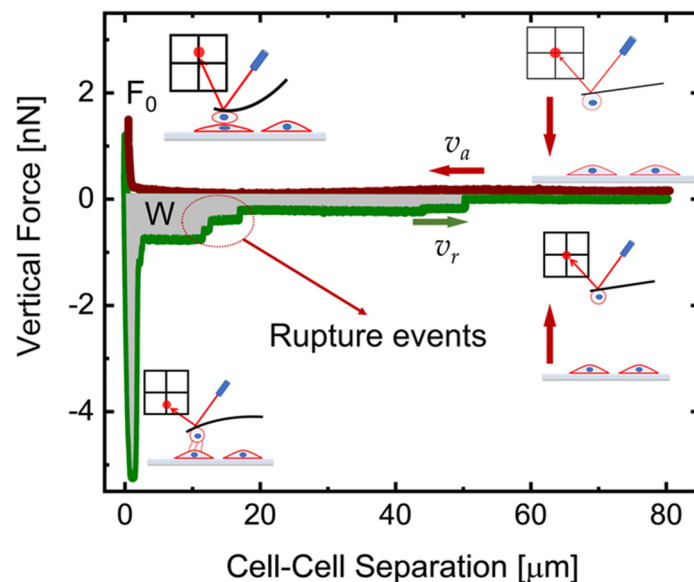 Vertical Force [nN]
2
0
-2
-4
F₀
W
vₐ
vᵣ
Rupture events
0
20
40
60
80
Cell-Cell Separation [μm]